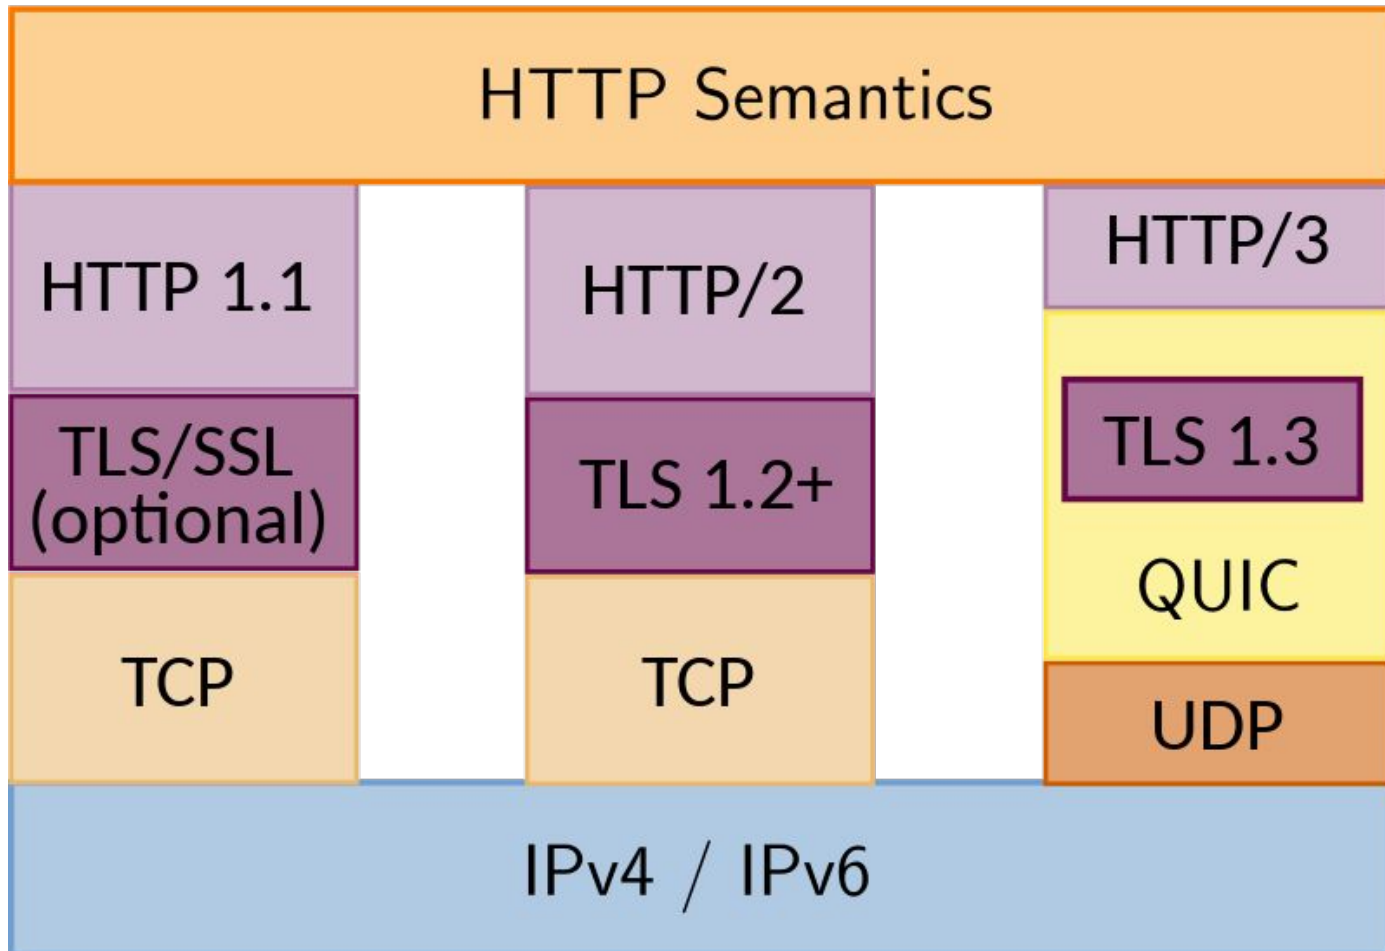 HTTP Semantics
HTTP 1.1
TLS/SSL
(optional)
TCP
HTTP/2
TLS 1.2+
TCP
HTTP/3
TLS 1.3
QUIC
UDP
IPv4 / IPv6